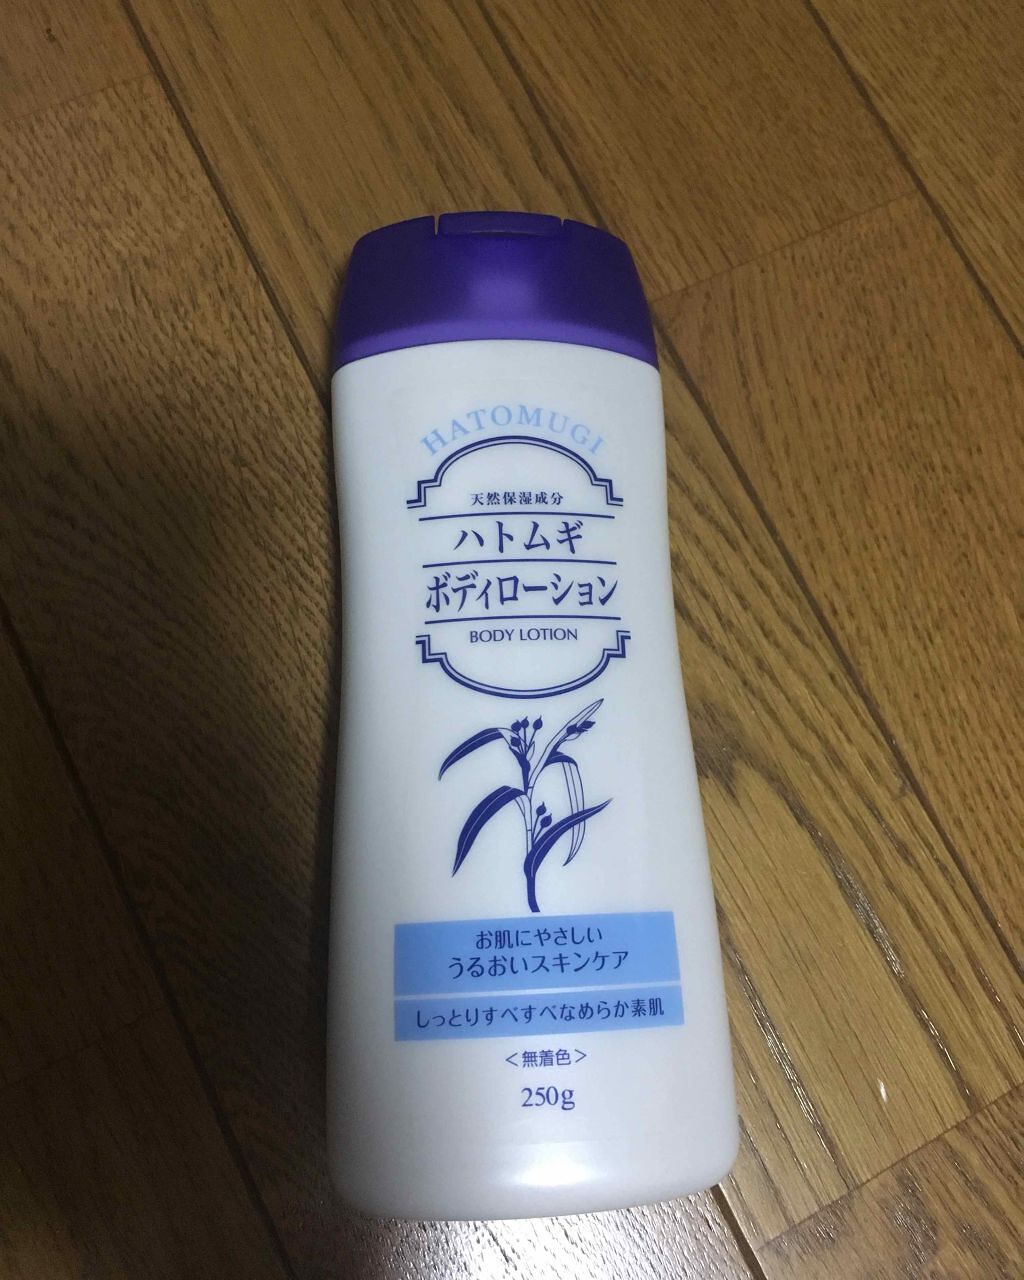 HATOMUGI
天然保湿成分
ハトムギ
ボディローション
BODY LOTION
お肌にやさしい
うるおいスキンケア
しっとりすべすべなめらか素肌
<無着色>
250g